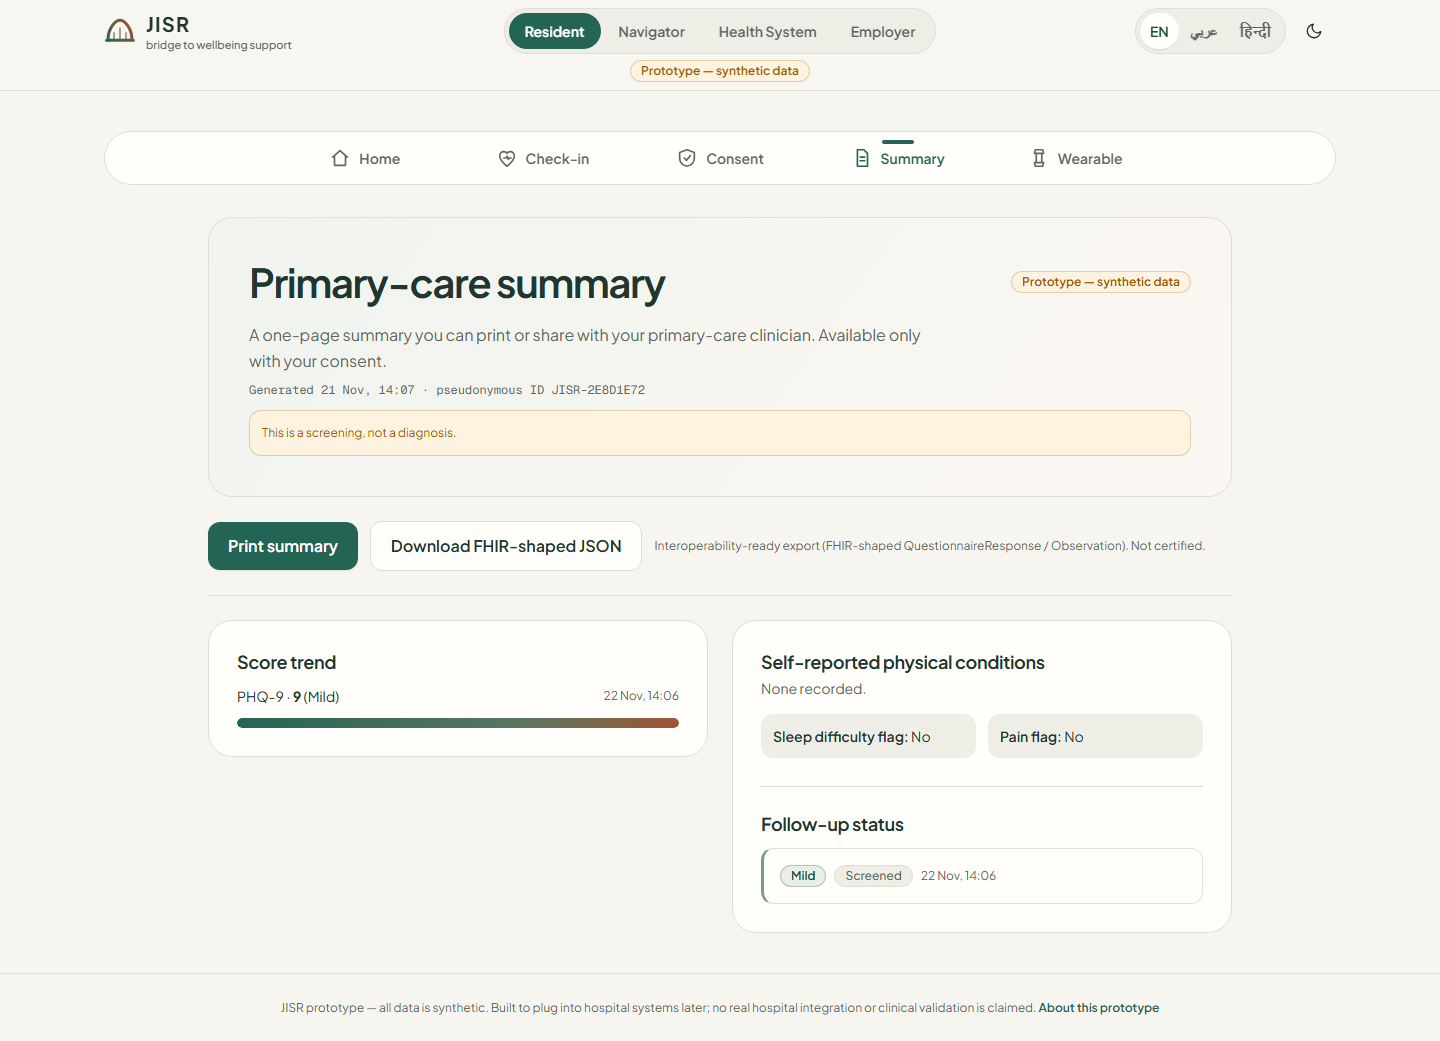 JISR
bridge to wellbeing support
Resident
Navigator
Health System
Employer
Prototype — synthetic data
EN
عربي
हिन्दी
Home
Check-in
Consent
Summary
Wearable
Primary-care summary
Prototype — synthetic data
A one-page summary you can print or share with your primary-care clinician. Available only
with your consent.
Generated 21 Nov, 14:07 · pseudonymous ID JISR-2E8D1E72
This is a screening, not a diagnosis.
Print summary
Download FHIR-shaped JSON
Interoperability-ready export (FHIR-shaped QuestionnaireResponse / Observation). Not certified.
Score trend
PHQ-9 · 9 (Mild)
22 Nov, 14:06
Self-reported physical conditions
None recorded.
Sleep difficulty flag: No
Pain flag: No
Follow-up status
Mild
Screened
22 Nov, 14:06
JISR prototype — all data is synthetic. Built to plug into hospital systems later; no real hospital integration or clinical validation is claimed. About this prototype